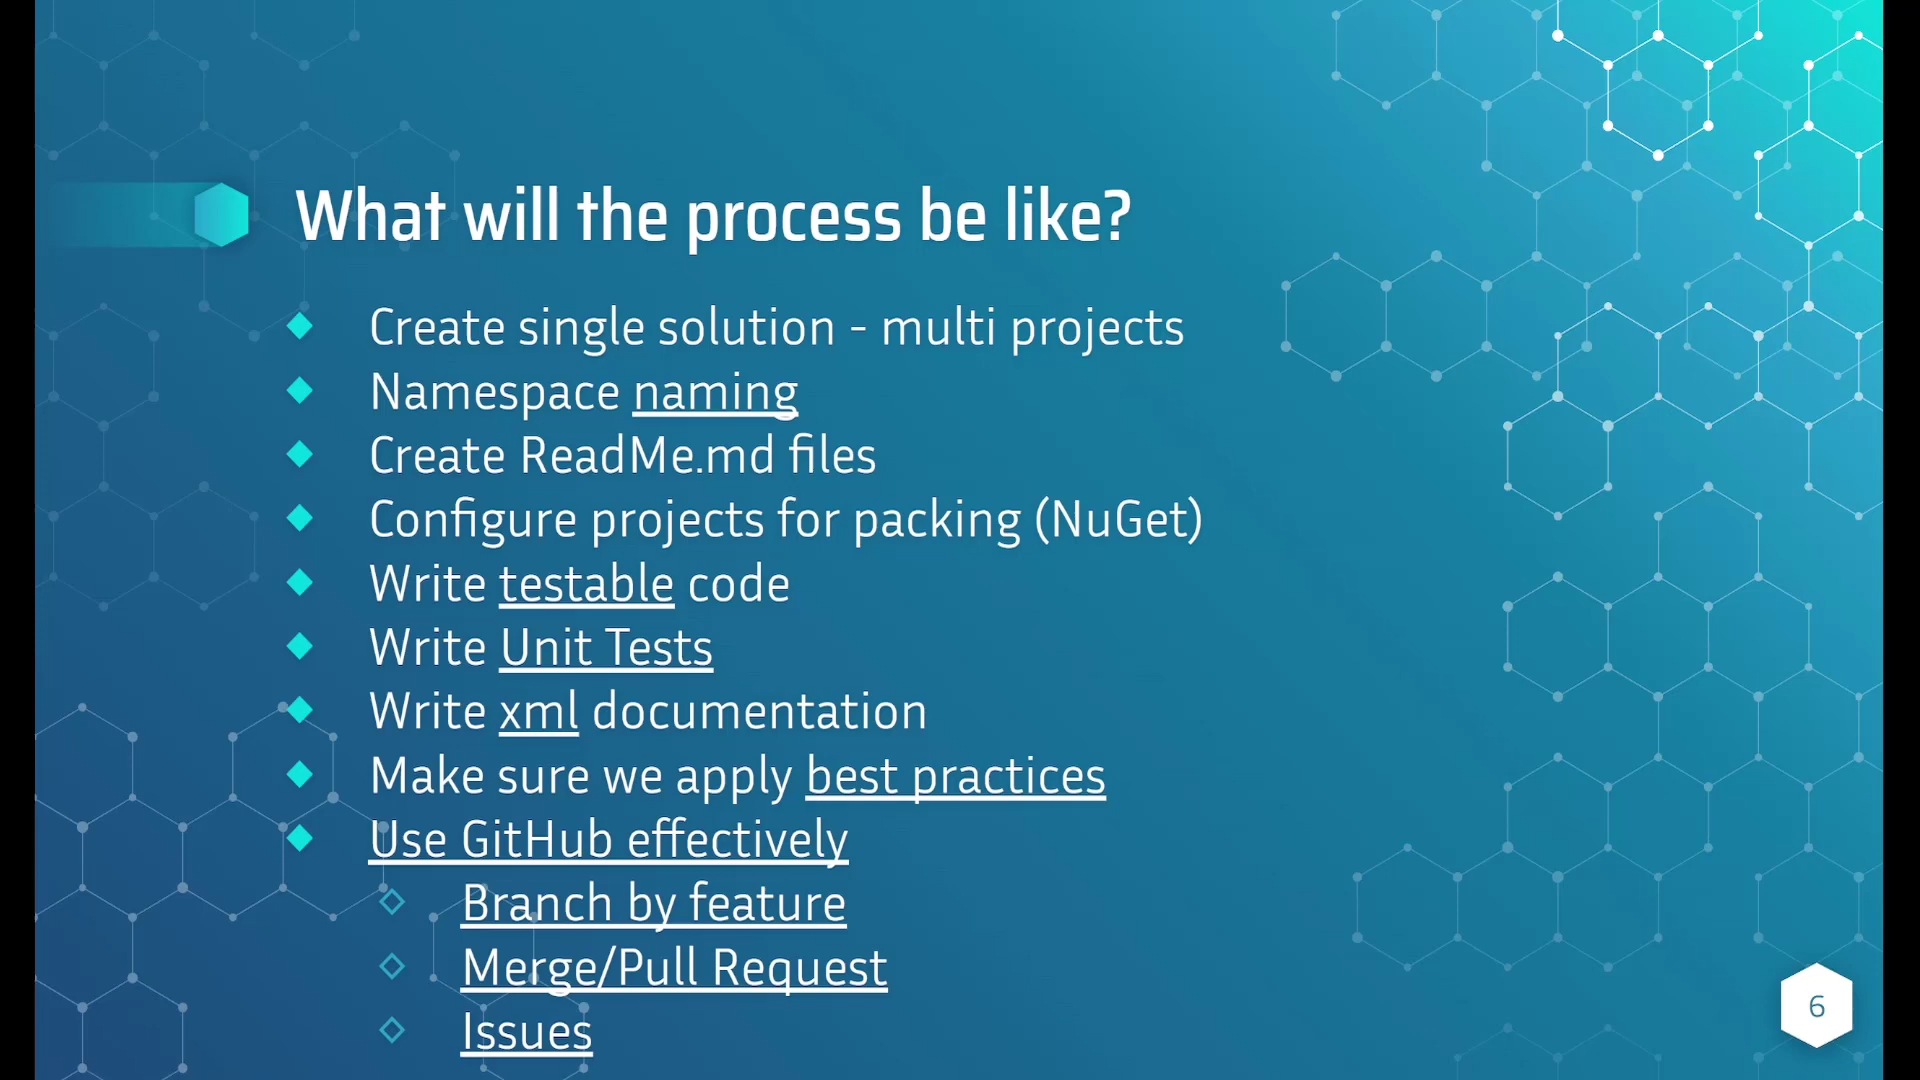 What will the process be like?
Create single solution - multi projects
Namespace naming
Create ReadMe.md files
Configure projects for packing (NuGet)
Write testable code
Write Unit Tests
Write xml documentation
Make sure we apply best practices
Use GitHub effectively
Branch by feature
Merge/Pull Request
Issues
6